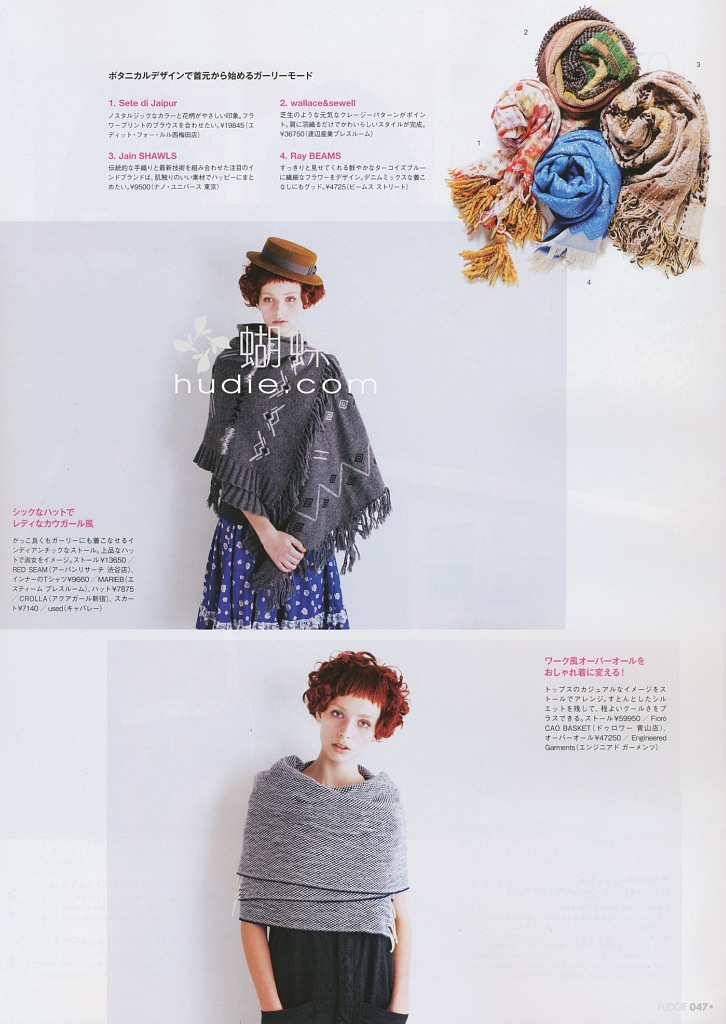 ボタニカルデザインで首元から始めるガーリーモード
1. Sete di Jaipur
ノスタルジックなカラーと花柄がやさしい印象。フラ
ワープリントのブラウスを合わせたい。¥19845(エ
ディット・フォー・ルル西梅田店)
2. wallace&sewell
芝生のような元気なクレージーパターンがポイ
ント。肩に羽織るだけでかわいらしいスタイルが完成。
¥36750(渡辺産業プレスルーム)
3. Jain SHAWLS
伝統的な手織りと最新技術を組み合わせた注目のイ
ンドブランドは、肌触りのいい素材でハッピーにまと
めたい。¥9500(ナノ・ユニバース 東京)
4. Ray BEAMS
すっきりと見せてくれる鮮やかなターコイズブルー
に繊細なフラワーをデザイン。デニムミックスな着こ
なしにもグッド。¥4725(ビームス ストリート)
1
2
3
4
蝴蝶
hudie.com
シックなハットで
レディなカウガール風
かっこ良くもガーリーにも着こなせるイ
ンディアンチックなストール。上品なハッ
トで淑女をイメージ。ストール¥13650/
RED SEAM(アーバンリサーチ 渋谷店)、
インナーのTシャツ¥9660/MARIEB(エ
スティーム プレスルーム)、ハット¥7875
/CROLLA(アクアガール新宿)、スカー
ト¥7140/used(キャバレー)
ワーク風オーバーオールを
おしゃれ着に変える!
トップスのカジュアルなイメージをス
トールでアレンジ。すとんとしたシル
エットを残して、程よいクールさをプ
ラスできる。ストール¥59950/Fioro
CAO BASKET(ドゥロワー 青山店)、
オーバーオール¥47250/Engineered
Garments(エンジニアド ガーメンツ)
FUDGE 047